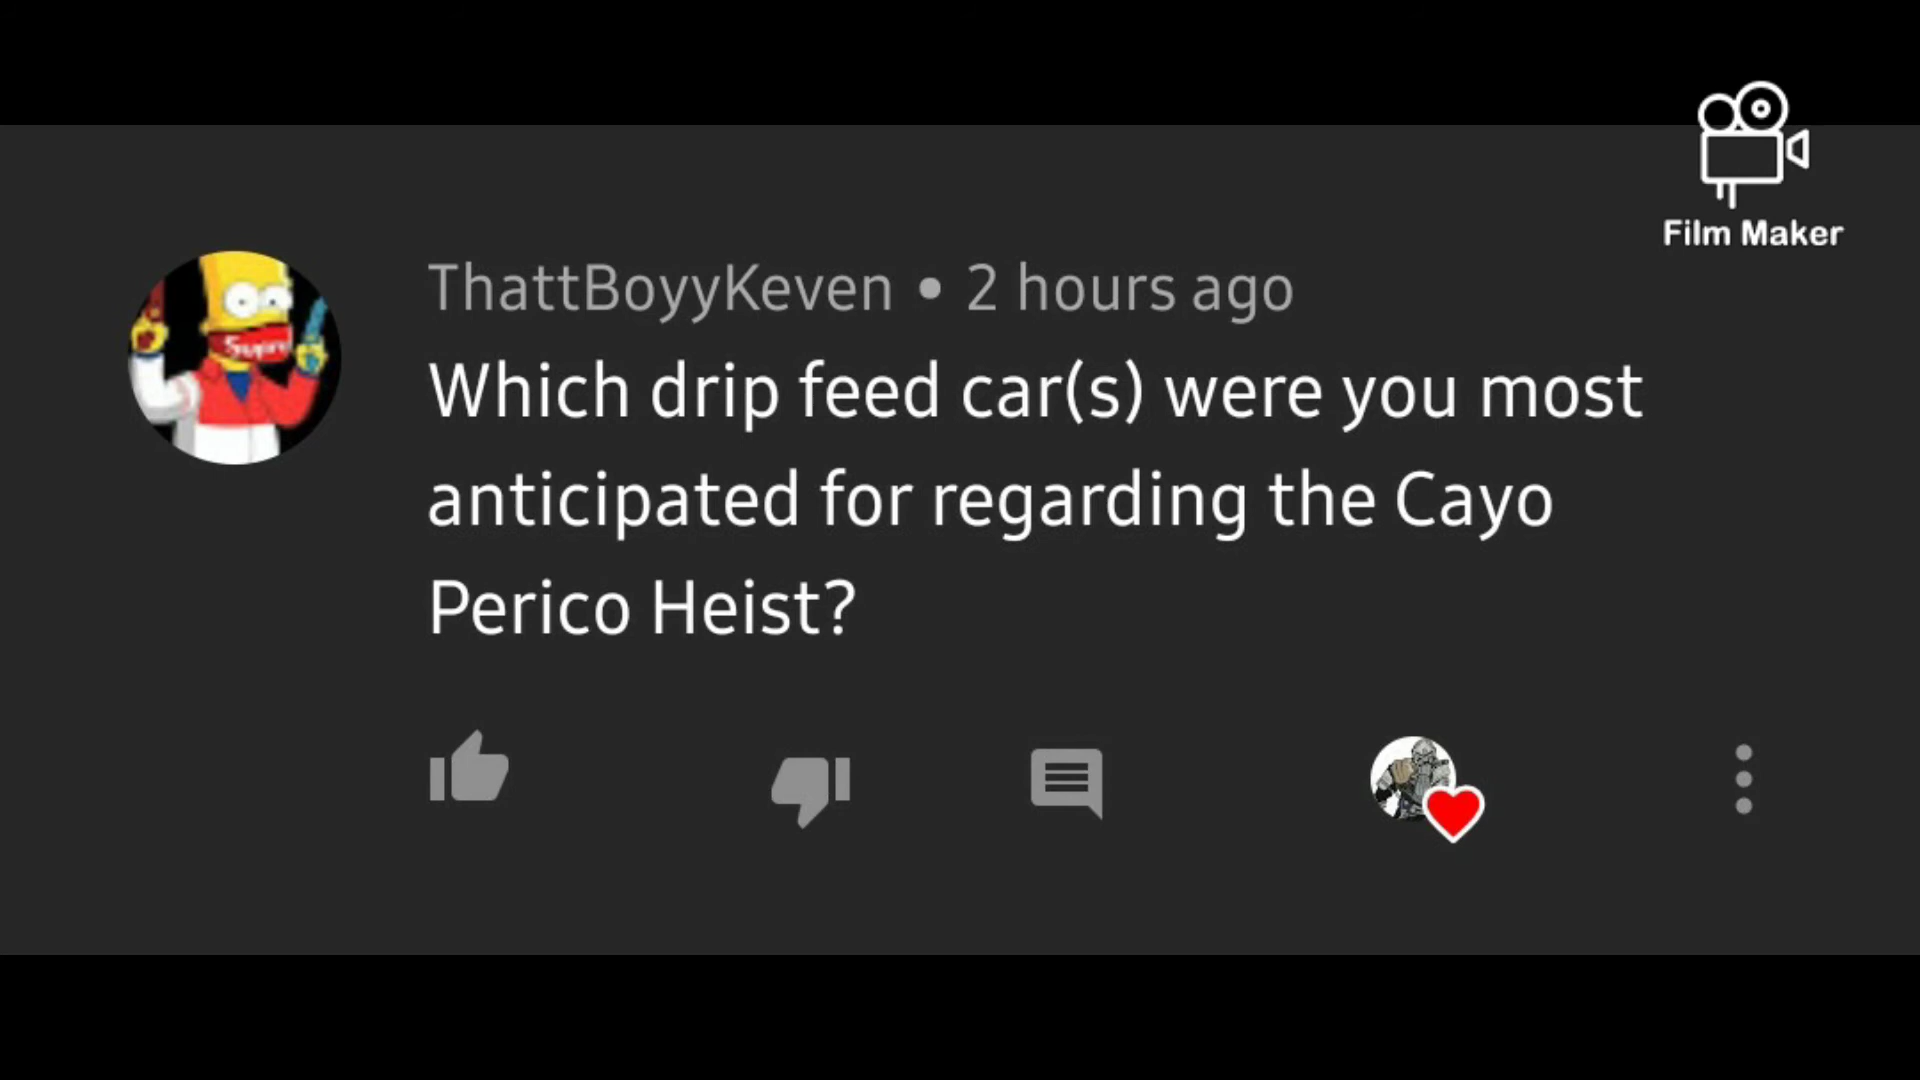 Film Maker
ThattBoyyKeven • 2 hours ago
Which drip feed car(s) were you most
anticipated for regarding the Cayo
Perico Heist?